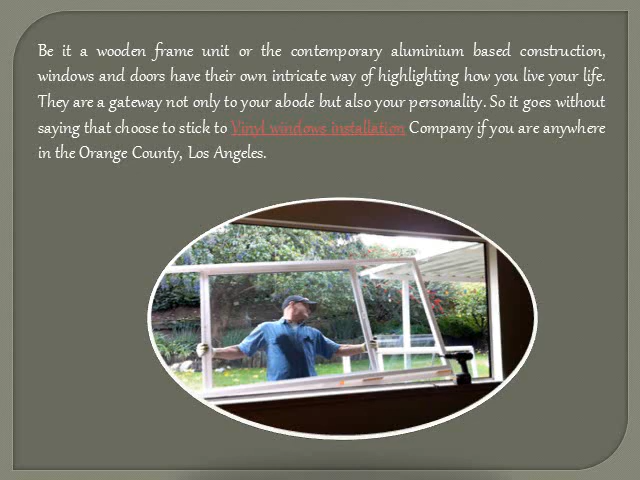 Be it a wooden frame unit or the contemporary aluminium based construction,
windows and doors have their own intricate way of highlighting how you live your life.
They are a gateway not only to your abode but also your personality. So it goes without
saying that choose to stick to Vinyl windows installation Company if you are anywhere
in the Orange County, Los Angeles.